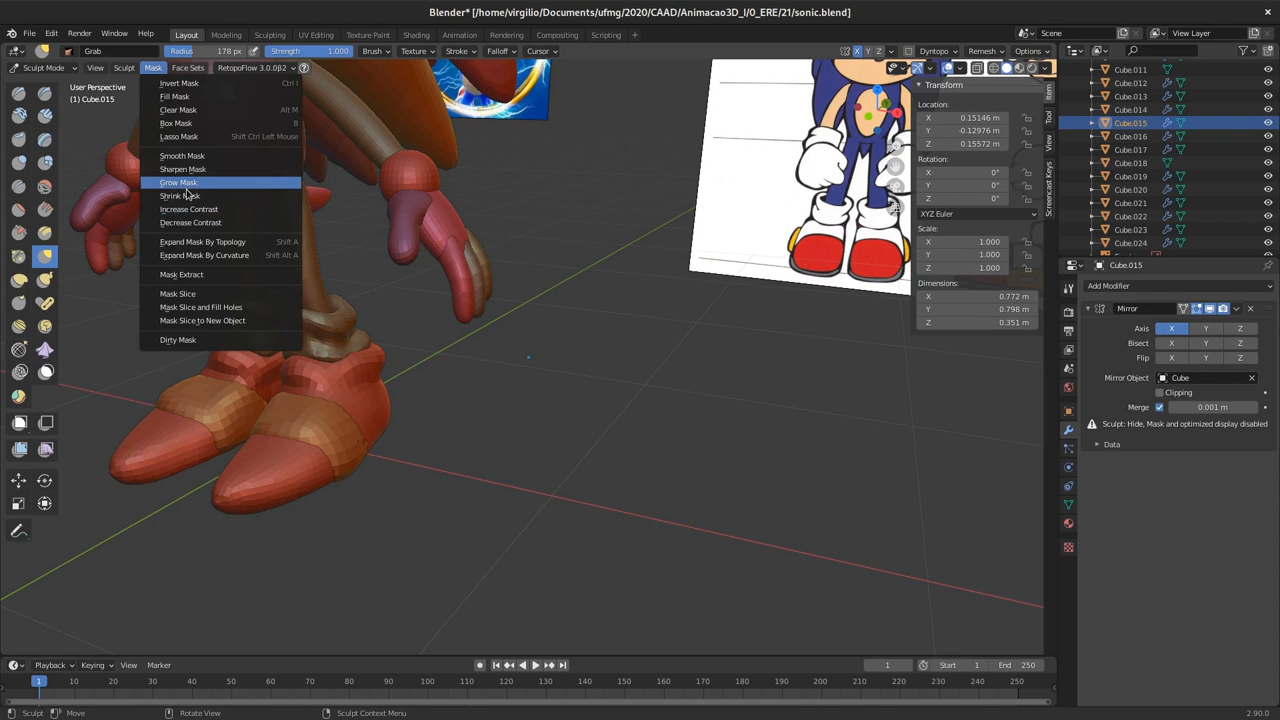 Blender* [/home/virgilio/Documents/ufmg/2020/CAAD/Animacao3D_I/0_ERE/21/sonic.blend]
File Edit Render Window Help Layout Modeling Sculpting UV Editing Texture Paint Shading Animation Rendering Compositing Scripting + Scene View Layer
Grab Radius 178 px Strength 1.000 Brush Texture Stroke Falloff Cursor X Y Z Dyntopo Remesh Options
Sculpt Mode View Sculpt Mask Face Sets RetopoFlow 3.0.0β2
User Perspective
(1) Cube.015
Invert Mask Ctrl I
Fill Mask
Clear Mask Alt M
Box Mask B
Lasso Mask Shift Ctrl Left Mouse
Smooth Mask
Sharpen Mask
Grow Mask
Shrink
Increase Contrast
Decrease Contrast
Expand Mask By Topology Shift A
Expand Mask By Curvature Shift Alt A
Mask Extract
Mask Slice
Mask Slice and Fill Holes
Mask Slice to New Object
Dirty Mask
Transform
Location:
X 0.15146 m
Y -0.12976 m
Z 0.15572 m
Rotation:
X 0°
Y 0°
Z 0°
XYZ Euler
Scale:
X 1.000
Y 1.000
Z 1.000
Dimensions:
X 0.772 m
Y 0.798 m
Z 0.351 m
Item
Tool
View
Screencast Keys
Cube.011
Cube.012
Cube.013
Cube.014
Cube.015
Cube.016
Cube.017
Cube.018
Cube.019
Cube.020
Cube.021
Cube.022
Cube.023
Cube.024
Cube.015
Add Modifier
Mirror
Axis X Y Z
Bisect X Y Z
Flip X Y Z
Mirror Object Cube
Clipping
Merge 0.001 m
Sculpt: Hide, Mask and optimized display disabled
Data
Playback Keying View Marker 1 Start 1 End 250
1 10 20 30 40 50 60 70 80 90 100 110 120 130 140 150 160 170 180 190 200 210 220 230 240 250
Sculpt Move Rotate View Sculpt Context Menu 2.90.0